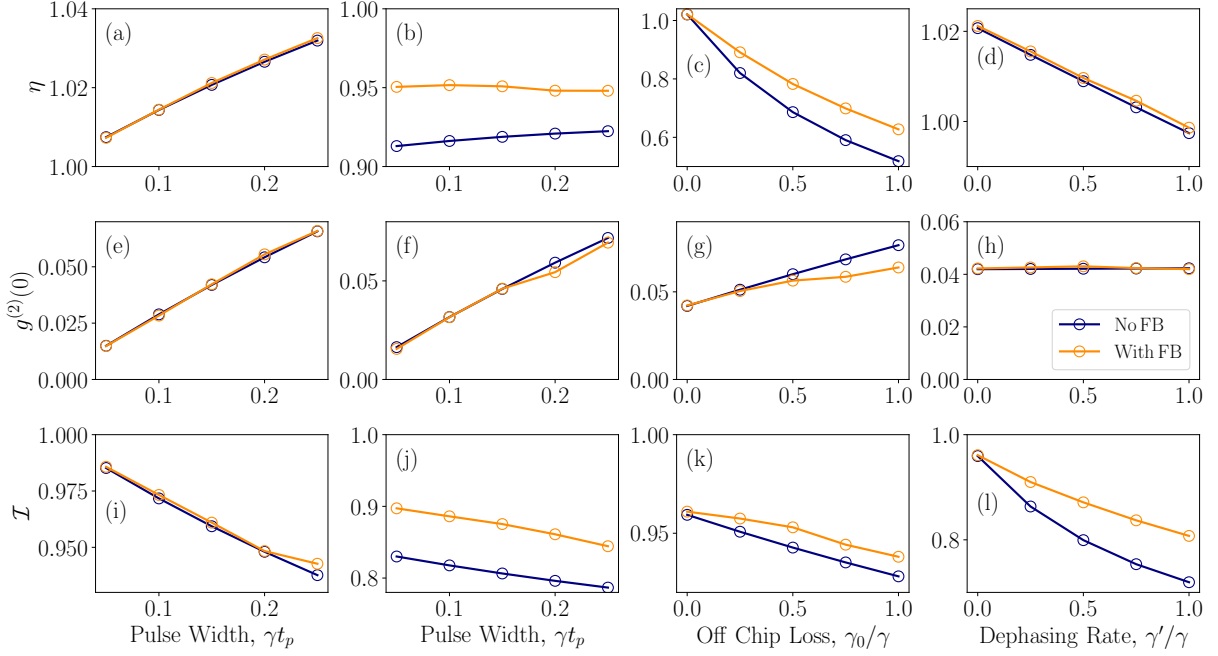 1.04
1.02
1.00
η
(a)
0.1
0.2
1.00
0.95
0.90
(b)
0.1
0.2
1.0
0.8
0.6
(c)
0.0
0.5
1.0
1.02
1.00
(d)
0.0
0.5
1.0
0.050
0.025
0.000
g⁽²⁾(0)
(e)
0.1
0.2
0.05
0.00
(f)
0.1
0.2
0.05
0.00
(g)
0.0
0.5
1.0
0.06
0.04
0.02
0.00
(h)
No FB
With FB
0.0
0.5
1.0
1.000
0.975
0.950
ℐ
(i)
0.1
0.2
Pulse Width, γtₚ
1.0
0.9
0.8
(j)
0.1
0.2
Pulse Width, γtₚ
1.00
0.95
(k)
0.0
0.5
1.0
Off Chip Loss, γ₀/γ
1.0
0.8
(l)
0.0
0.5
1.0
Dephasing Rate, γ′/γ